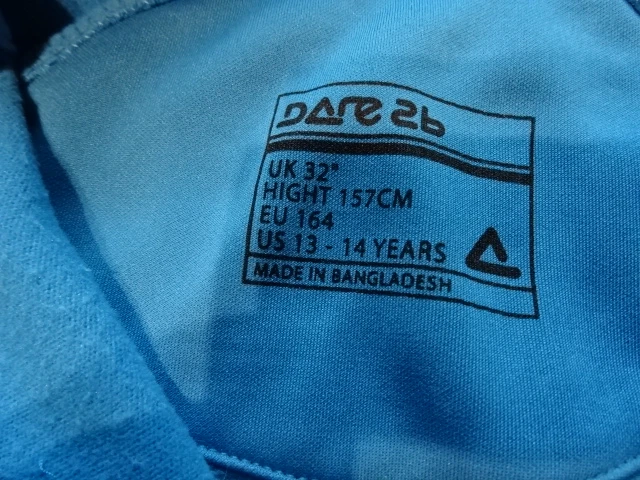 DARE 2b
UK 32"
HIGHT 157CM
EU 164
US 13 - 14 YEARS
MADE IN BANGLADESH